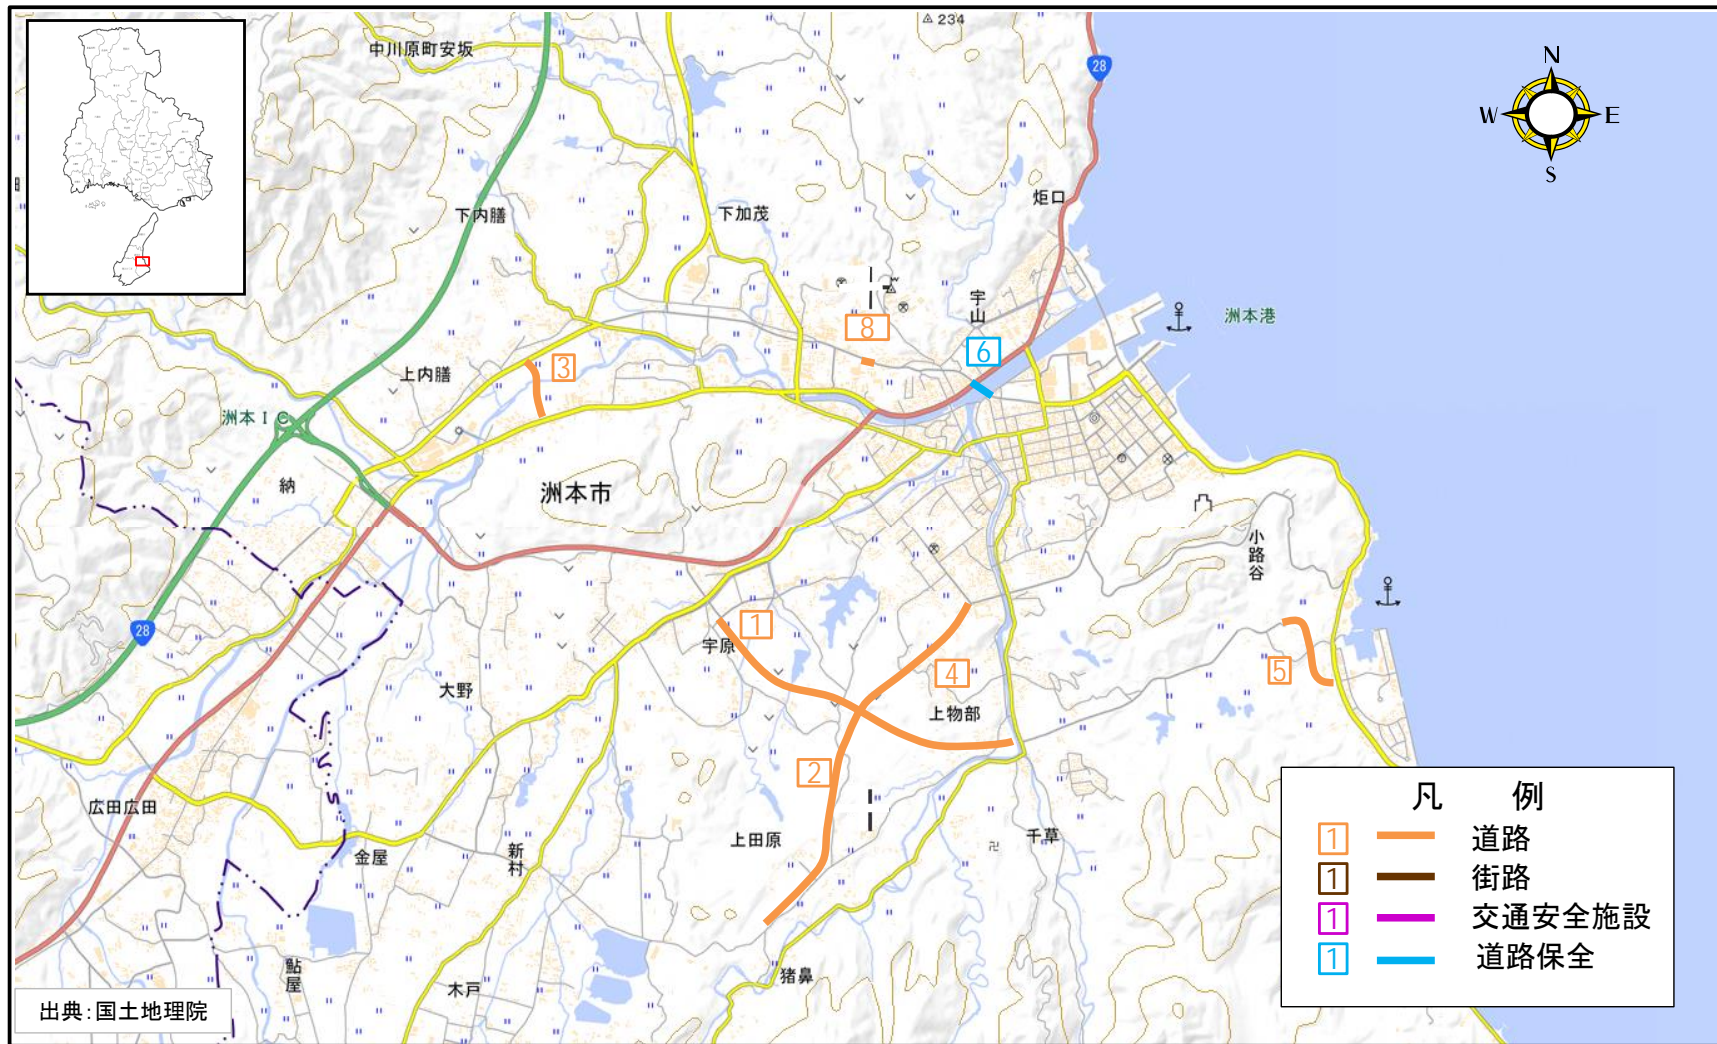 234
中川原町安坂
28
N
W
E
S
炬口
下内膳
下加茂
宇山
洲本港
8
6
3
上内膳
洲本IC
納
洲本市
小路谷
28
1
宇原
4
5
大野
上物部
2
広田広田
上田原
千草
金屋
新村
猪鼻
鮎屋
木戸
凡 例
1 道路
1 街路
1 交通安全施設
1 道路保全
出典:国土地理院